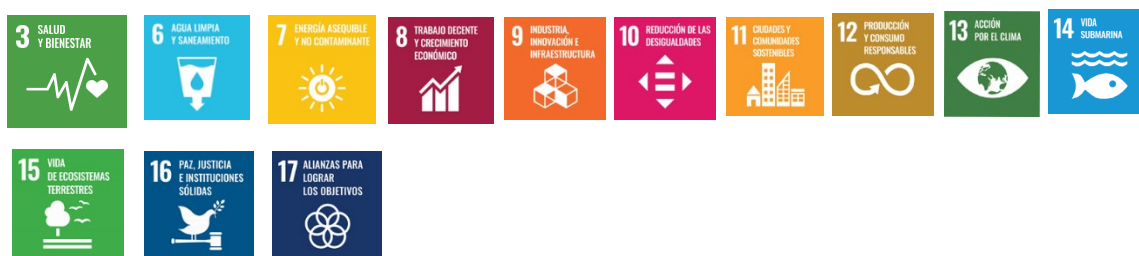 3 SALUD
Y BIENESTAR
6 AGUA LIMPIA
Y SANEAMIENTO
7 ENERGÍA ASEQUIBLE
Y NO CONTAMINANTE
8 TRABAJO DECENTE
Y CRECIMIENTO
ECONÓMICO
9 INDUSTRIA,
INNOVACIÓN E
INFRAESTRUCTURA
10 REDUCCIÓN DE LAS
DESIGUALDADES
11 CIUDADES Y
COMUNIDADES
SOSTENIBLES
12 PRODUCCIÓN
Y CONSUMO
RESPONSABLES
13 ACCIÓN
POR EL CLIMA
14 VIDA
SUBMARINA
15 VIDA
DE ECOSISTEMAS
TERRESTRES
16 PAZ, JUSTICIA
E INSTITUCIONES
SÓLIDAS
17 ALIANZAS PARA
LOGRAR
LOS OBJETIVOS